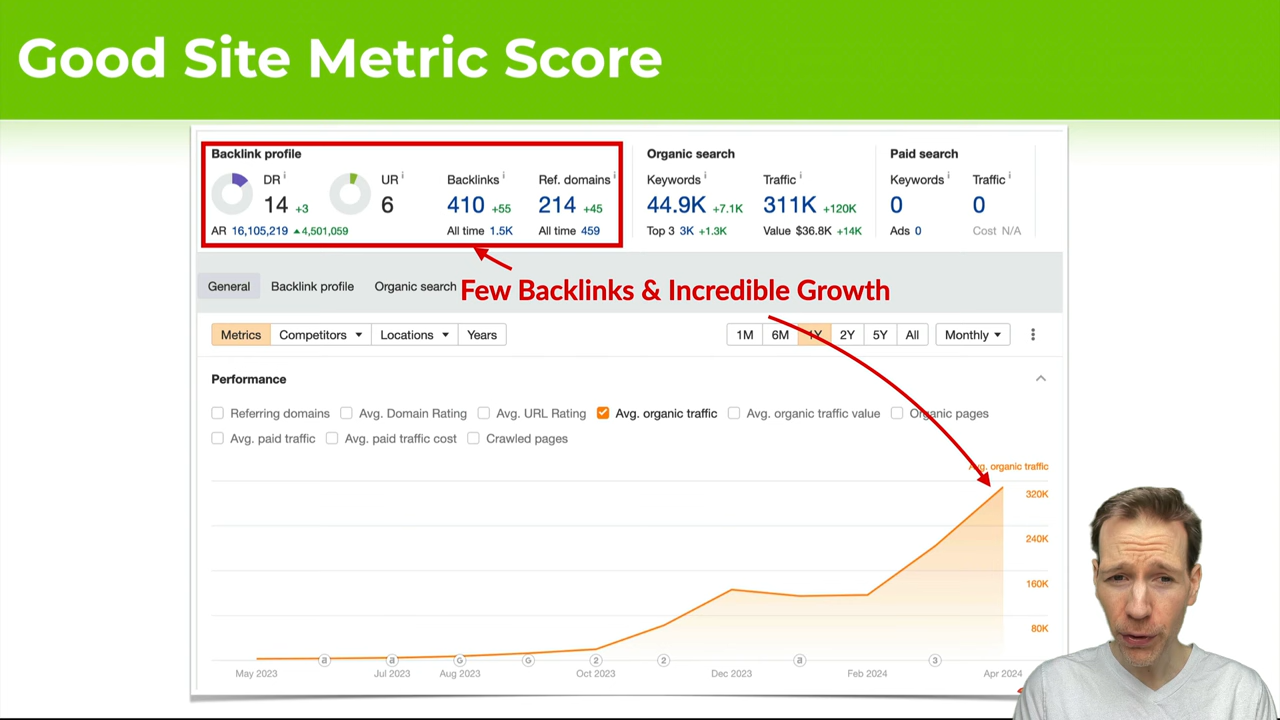 Good Site Metric Score
Backlink profile
Organic search
Paid search
DR i
UR i
Backlinks i
Ref. domains i
Keywords i
Traffic i
Keywords i
Traffic i
14 +3
6
410 +55
214 +45
44.9K +7.1K
311K +120K
0
0
AR 16,105,219 ▲4,501,059
All time 1.5K
All time 459
Top 3 3K +1.3K
Value $36.8K +14K
Ads 0
Cost N/A
General
Backlink profile
Organic search
Few Backlinks & Incredible Growth
Metrics
Competitors ▼
Locations ▼
Years
1M
6M
1Y
2Y
5Y
All
Monthly ▼
Performance
Referring domains
Avg. Domain Rating
Avg. URL Rating
Avg. organic traffic
Avg. organic traffic value
Organic pages
Avg. paid traffic
Avg. paid traffic cost
Crawled pages
Avg. organic traffic
320K
240K
160K
80K
a
a
G
G
2
2
a
3
May 2023
Jul 2023
Aug 2023
Oct 2023
Dec 2023
Feb 2024
Apr 2024